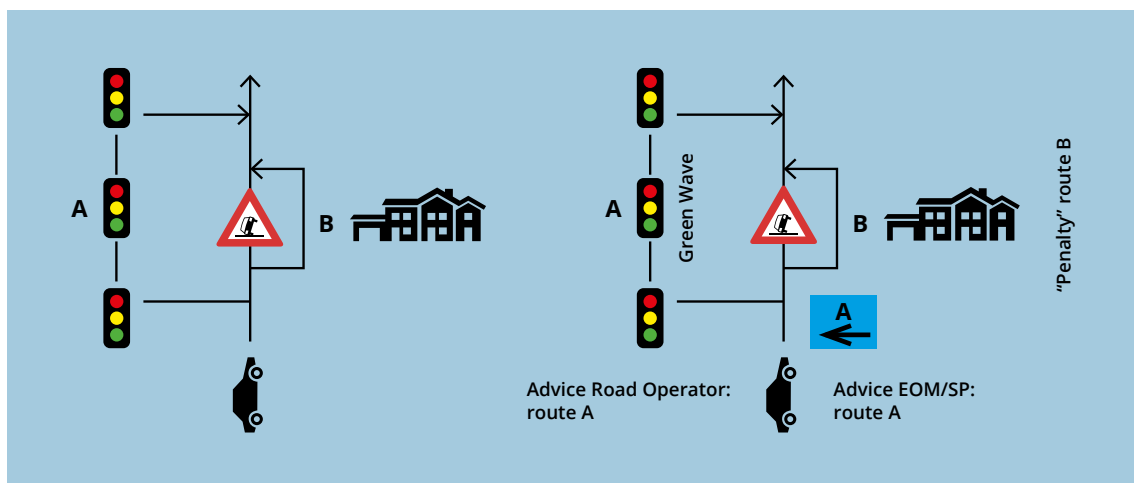 A
B
A
Green Wave
B
"Penalty" route B
A
Advice Road Operator:
route A
Advice EOM/SP:
route A